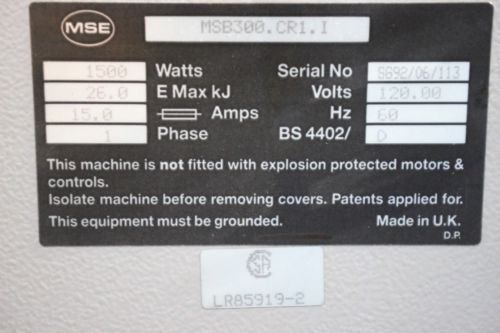 MSE MSB300.CR1.I
1500 Watts Serial No SG92/06/113
26.0 E Max kJ Volts 120.00
15.0 Amps Hz 60
1 Phase BS 4402/ D
This machine is not fitted with explosion protected motors &
controls.
Isolate machine before removing covers. Patents applied for.
This equipment must be grounded. Made in U.K.
D.P.
CSA
LR85919-2